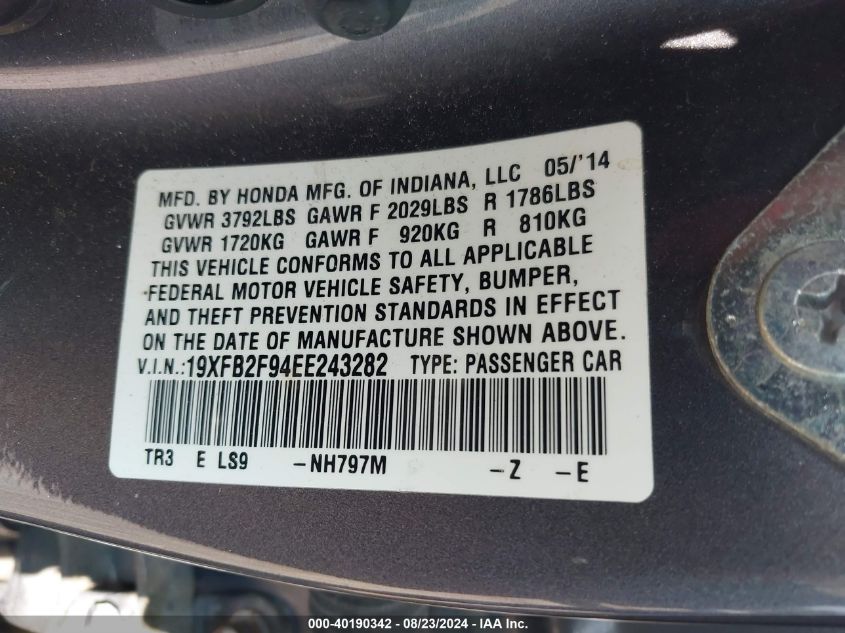 MFD. BY HONDA MFG. OF INDIANA, LLC 05/'14
GVWR 3792LBS GAWR F 2029LBS R 1786LBS
GVWR 1720KG GAWR F 920KG R 810KG
THIS VEHICLE CONFORMS TO ALL APPLICABLE
FEDERAL MOTOR VEHICLE SAFETY, BUMPER,
AND THEFT PREVENTION STANDARDS IN EFFECT
ON THE DATE OF MANUFACTURE SHOWN ABOVE.
V.I.N.:19XFB2F94EE243282 TYPE: PASSENGER CAR
TR3 E LS9 -NH797M -Z -E
000-40190342 - 08/23/2024 - IAA Inc.